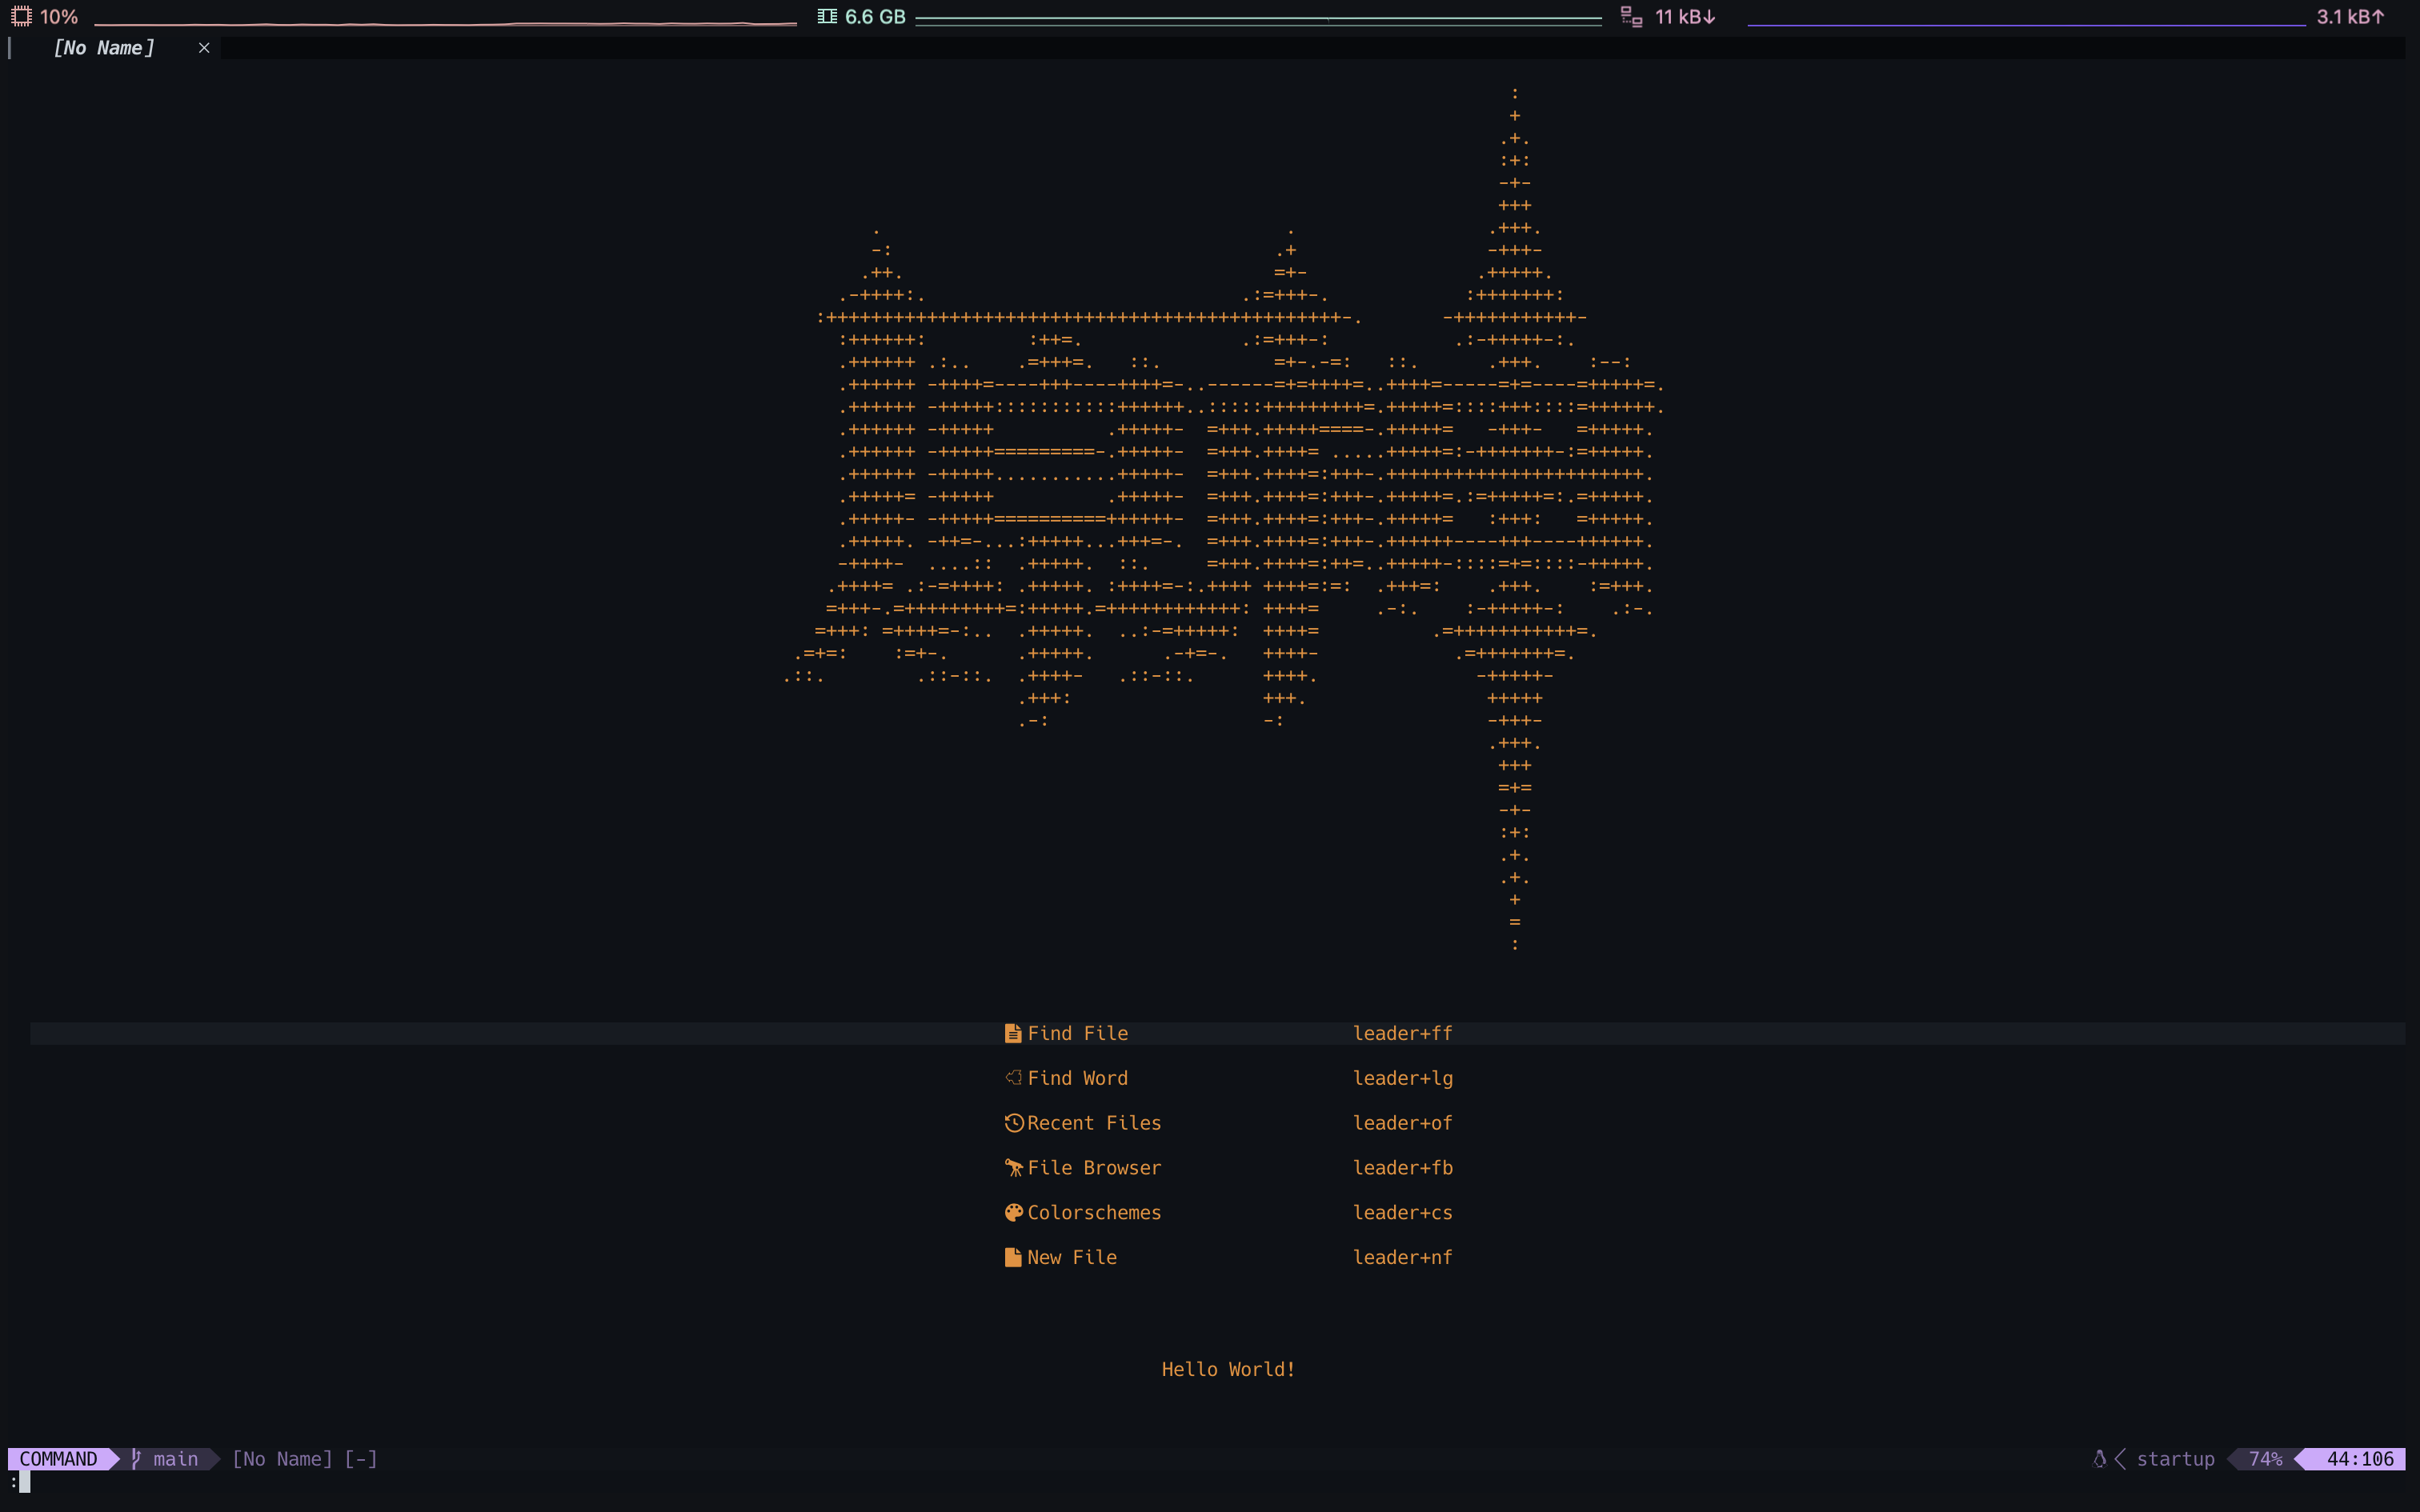 10% 6.6 GB 11 kB↓ 3.1 kB↑
[No Name] ×
原神
Find File leader+ff
Find Word leader+lg
Recent Files leader+of
File Browser leader+fb
Colorschemes leader+cs
New File leader+nf
Hello World!
COMMAND main [No Name] [-] startup 74% 44:106
: